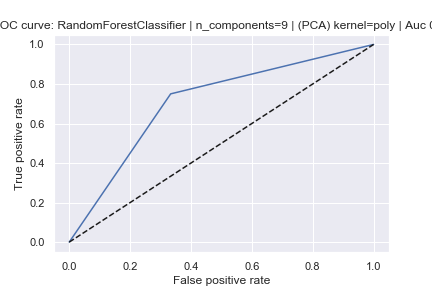 OC curve: RandomForestClassifier | n_components=9 | (PCA) kernel=poly | Auc 0
1.0
0.8
0.6
0.4
0.2
0.0
True positive rate
0.0 0.2 0.4 0.6 0.8 1.0
False positive rate